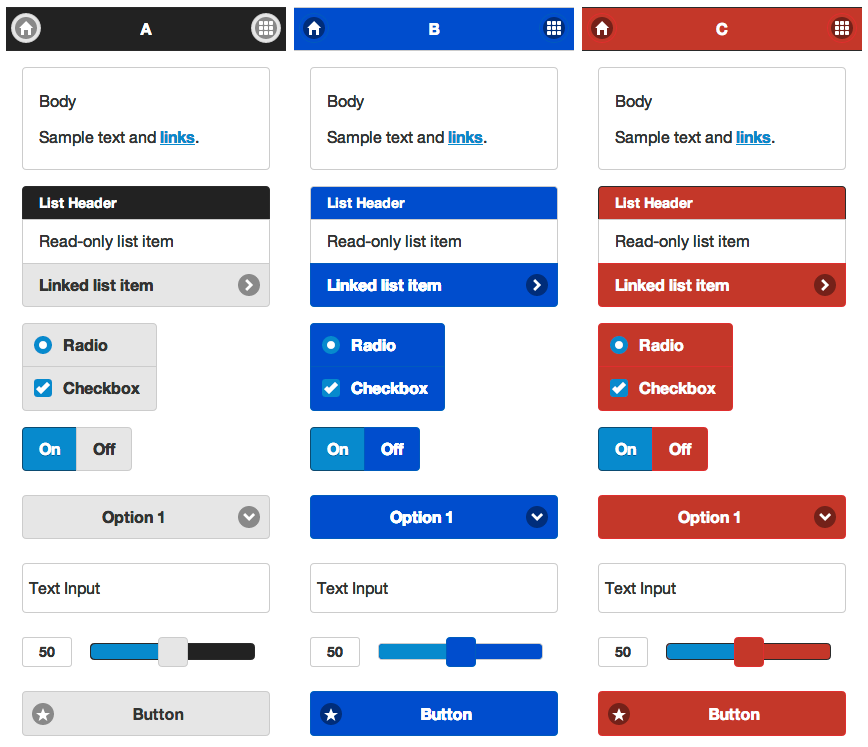 A
Body
Sample text and links.
List Header
Read-only list item
Linked list item
Radio
Checkbox
On Off
Option 1
Text Input
50
Button
B
Body
Sample text and links.
List Header
Read-only list item
Linked list item
Radio
Checkbox
On Off
Option 1
Text Input
50
Button
C
Body
Sample text and links.
List Header
Read-only list item
Linked list item
Radio
Checkbox
On Off
Option 1
Text Input
50
Button